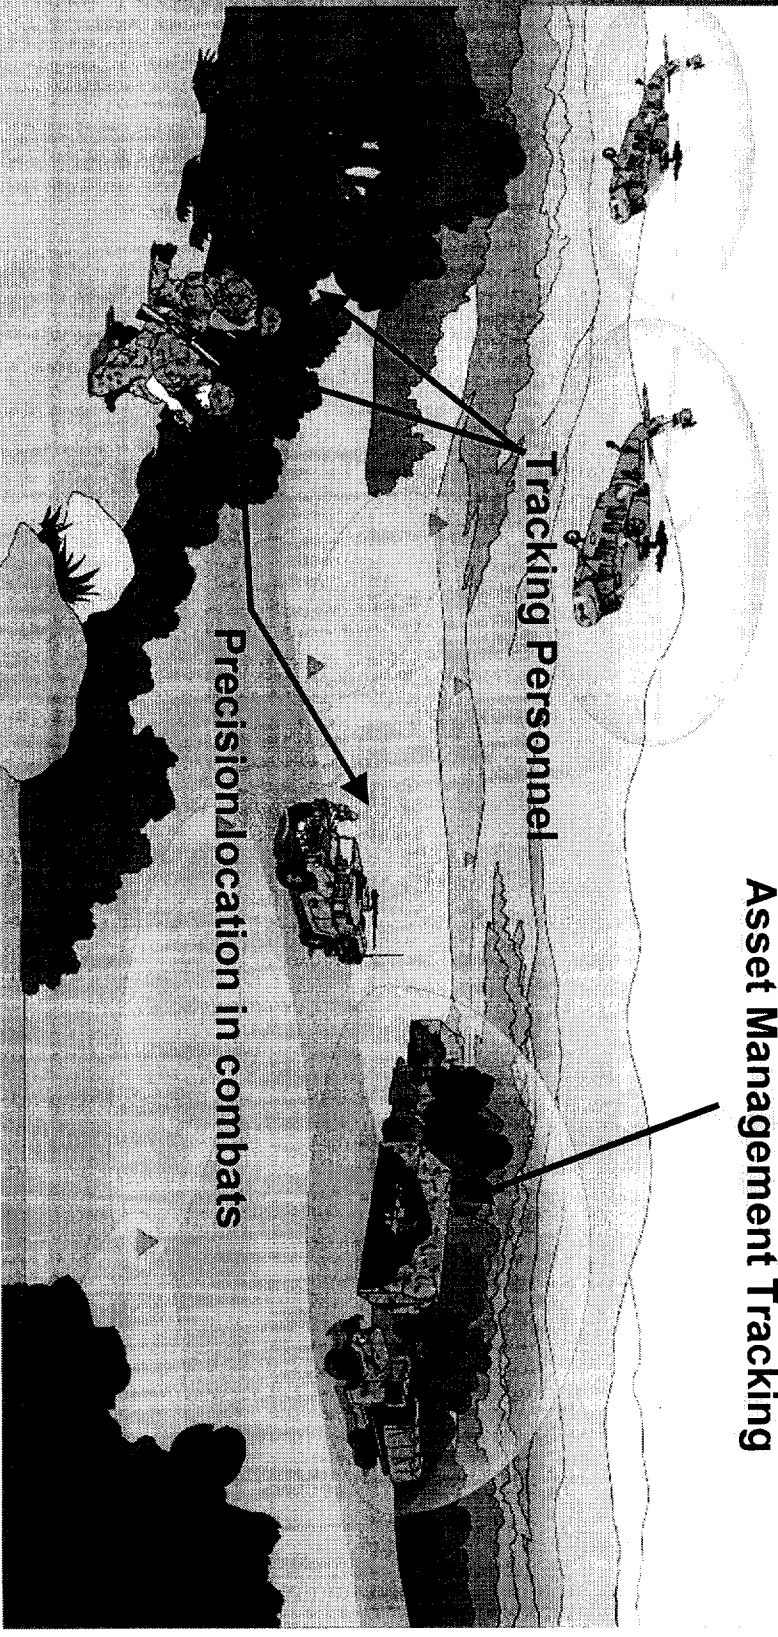 Asset Management Tracking
Tracking Personnel
Precision location in combats